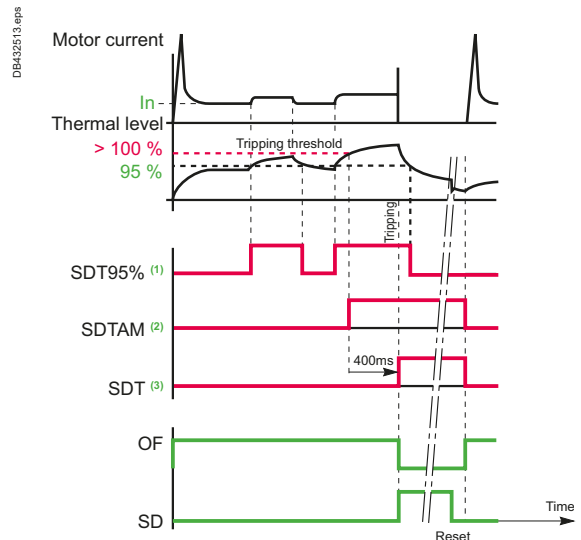 DB432513.eps
Motor current
In
Thermal level
> 100 %
Tripping threshold
95 %
Tripping
SDT95% (1)
SDTAM (2)
400ms
SDT (3)
OF
SD
Time
Reset